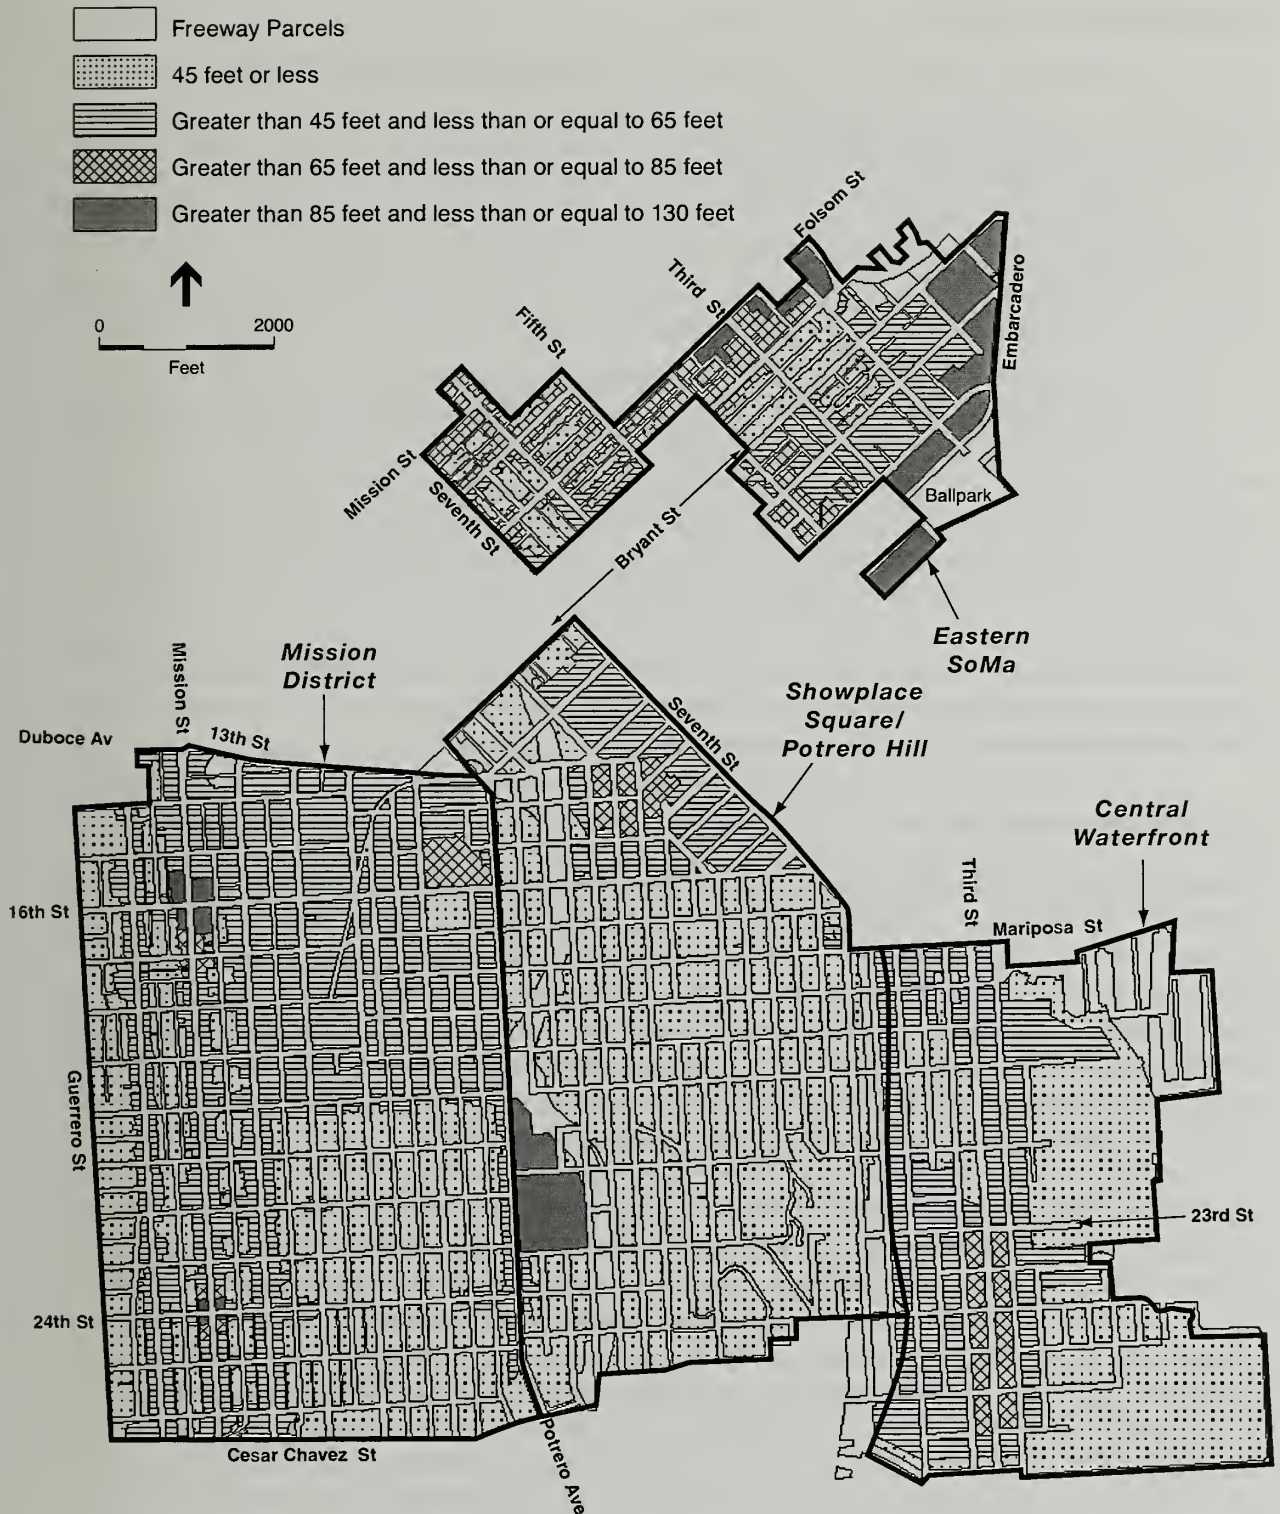 Freeway Parcels
45 feet or less
Greater than 45 feet and less than or equal to 65 feet
Greater than 65 feet and less than or equal to 85 feet
Greater than 85 feet and less than or equal to 130 feet
0 2000
Feet
Folsom St
Third St
Fifth St
Embarcadero
Mission St
Seventh St
Ballpark
Bryant St
Eastern
SoMa
Mission
District
Mission St
Duboce Av
13th St
Seventh St
Showplace
Square/
Potrero Hill
Central
Waterfront
16th St
Third St
Mariposa St
Guerrero St
23rd St
24th St
Cesar Chavez St
Potrero Ave